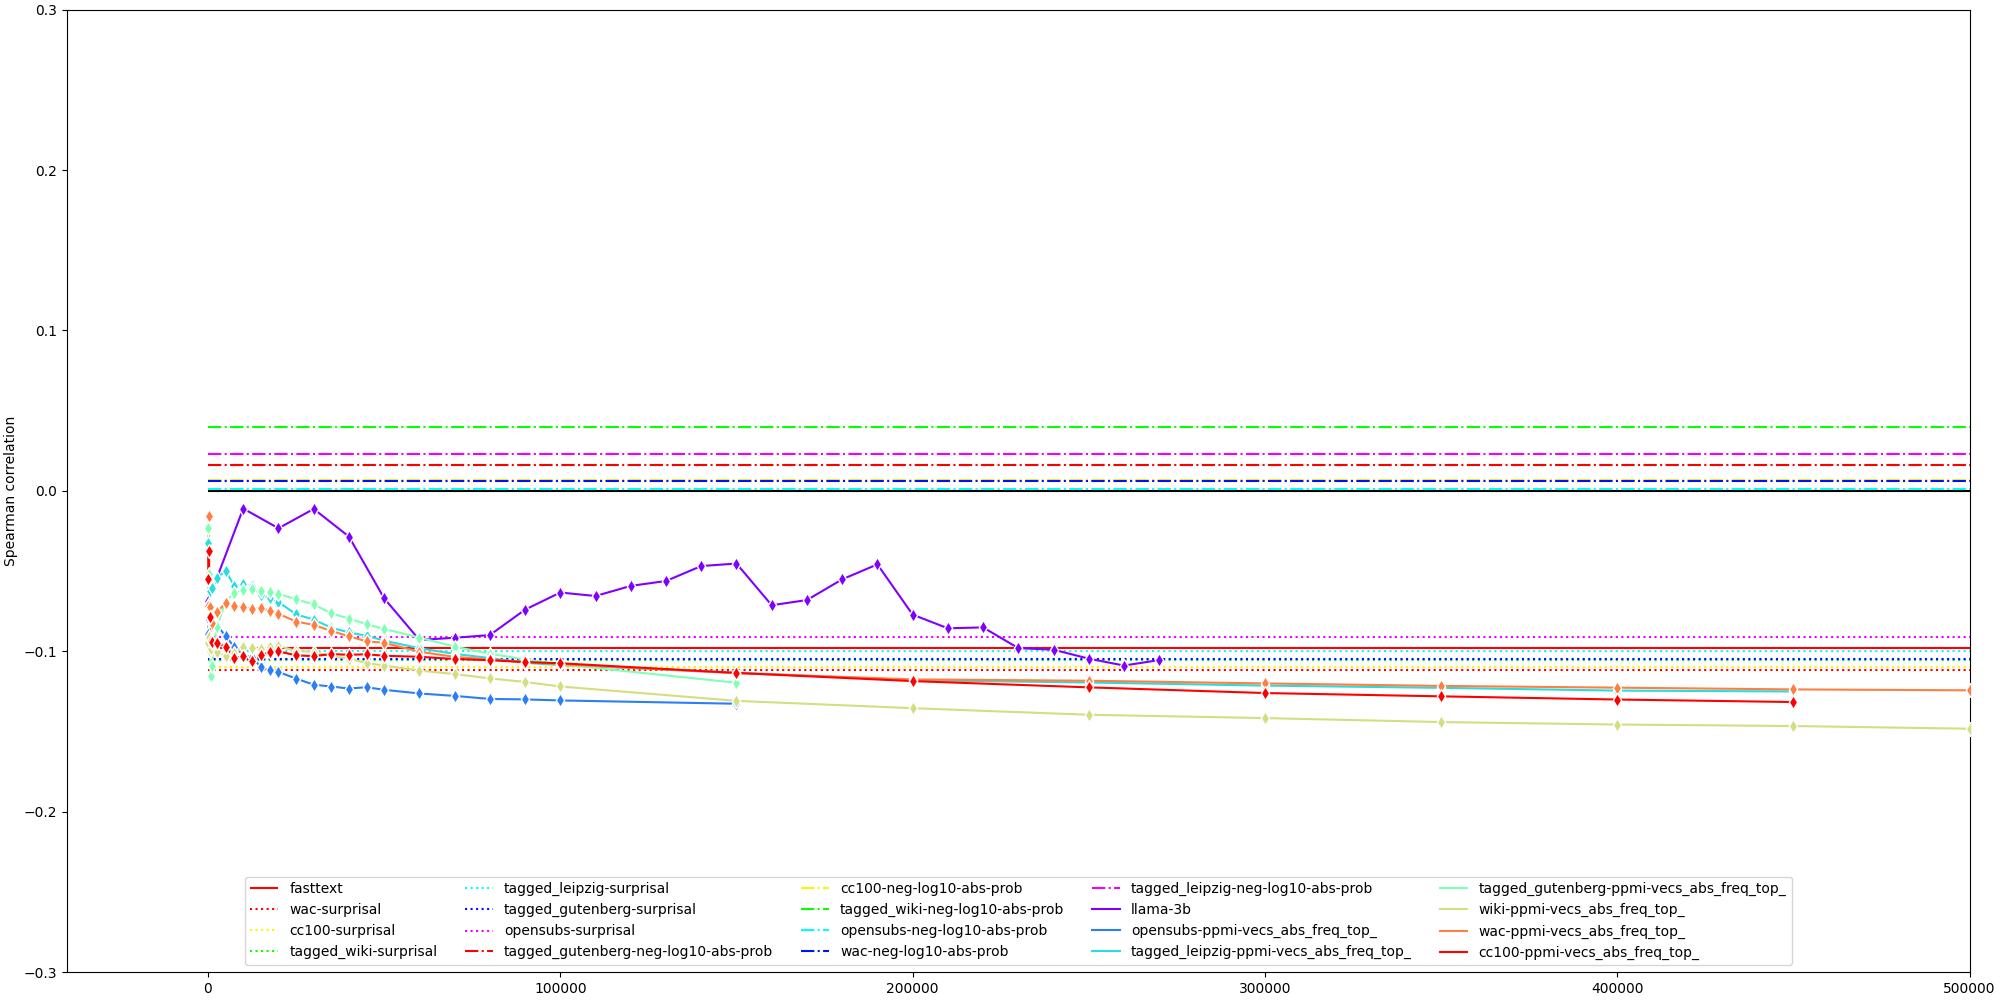 0.3
0.2
0.1
0.0
−0.1
−0.2
−0.3
Spearman correlation
fasttext
wac-surprisal
cc100-surprisal
tagged_wiki-surprisal
tagged_leipzig-surprisal
tagged_gutenberg-surprisal
opensubs-surprisal
tagged_gutenberg-neg-log10-abs-prob
cc100-neg-log10-abs-prob
tagged_wiki-neg-log10-abs-prob
opensubs-neg-log10-abs-prob
wac-neg-log10-abs-prob
tagged_leipzig-neg-log10-abs-prob
llama-3b
opensubs-ppmi-vecs_abs_freq_top_
tagged_leipzig-ppmi-vecs_abs_freq_top_
tagged_gutenberg-ppmi-vecs_abs_freq_top_
wiki-ppmi-vecs_abs_freq_top_
wac-ppmi-vecs_abs_freq_top_
cc100-ppmi-vecs_abs_freq_top_
0 100000 200000 300000 400000 500000